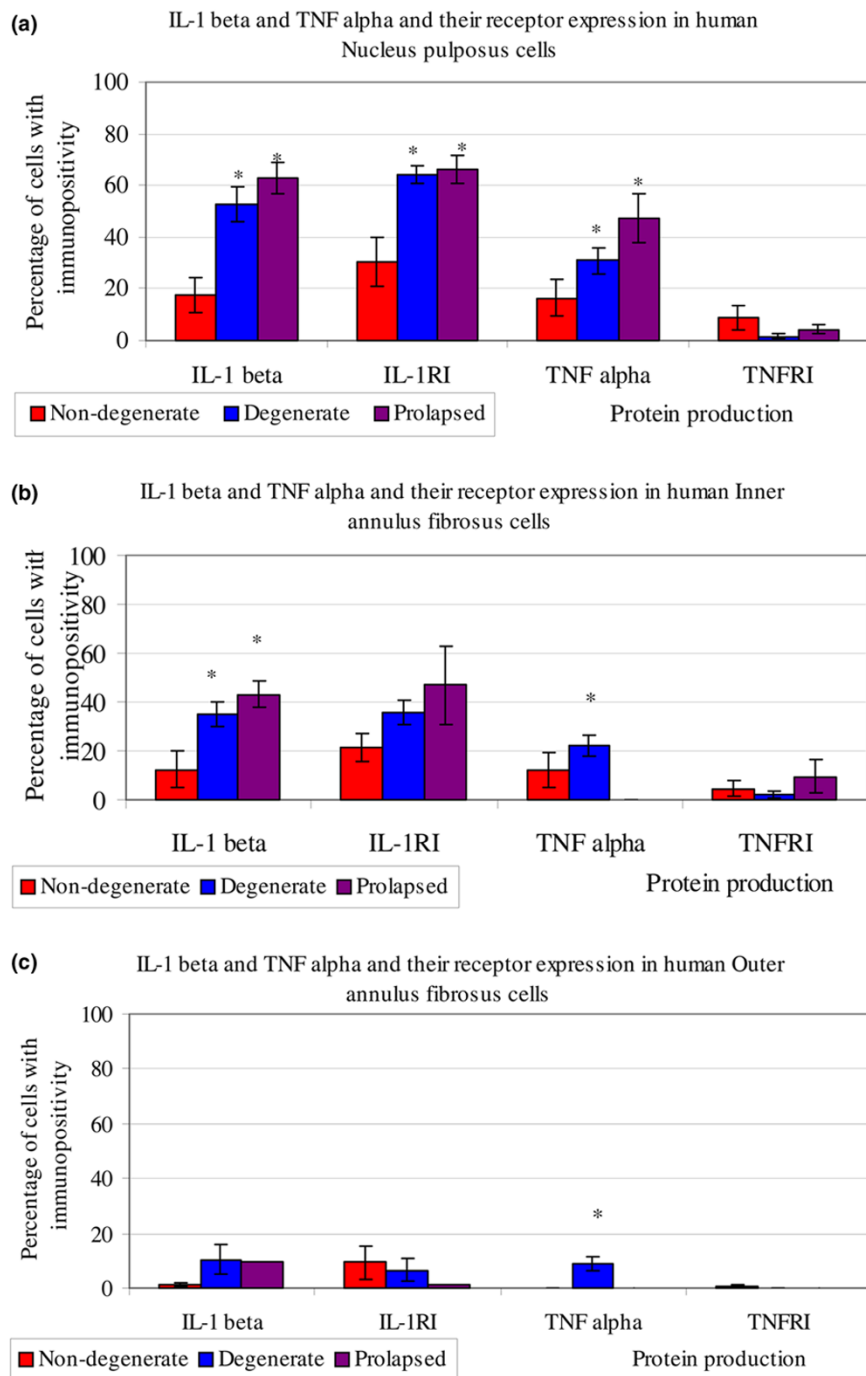 (a)
IL-1 beta and TNF alpha and their receptor expression in human
Nucleus pulposus cells
Percentage of cells with
immunopositivity
100
80
60
40
20
0
* * * * * *
IL-1 beta IL-1RI TNF alpha TNFRI
Non-degenerate Degenerate Prolapsed Protein production
(b)
IL-1 beta and TNF alpha and their receptor expression in human Inner
annulus fibrosus cells
Percentage of cells with
immunopositivity
100
80
60
40
20
0
* * *
IL-1 beta IL-1RI TNF alpha TNFRI
Non-degenerate Degenerate Prolapsed Protein production
(c)
IL-1 beta and TNF alpha and their receptor expression in human Outer
annulus fibrosus cells
Percentage of cells with
immunopositivity
100
80
60
40
20
0
*
IL-1 beta IL-1RI TNF alpha TNFRI
Non-degenerate Degenerate Prolapsed Protein production